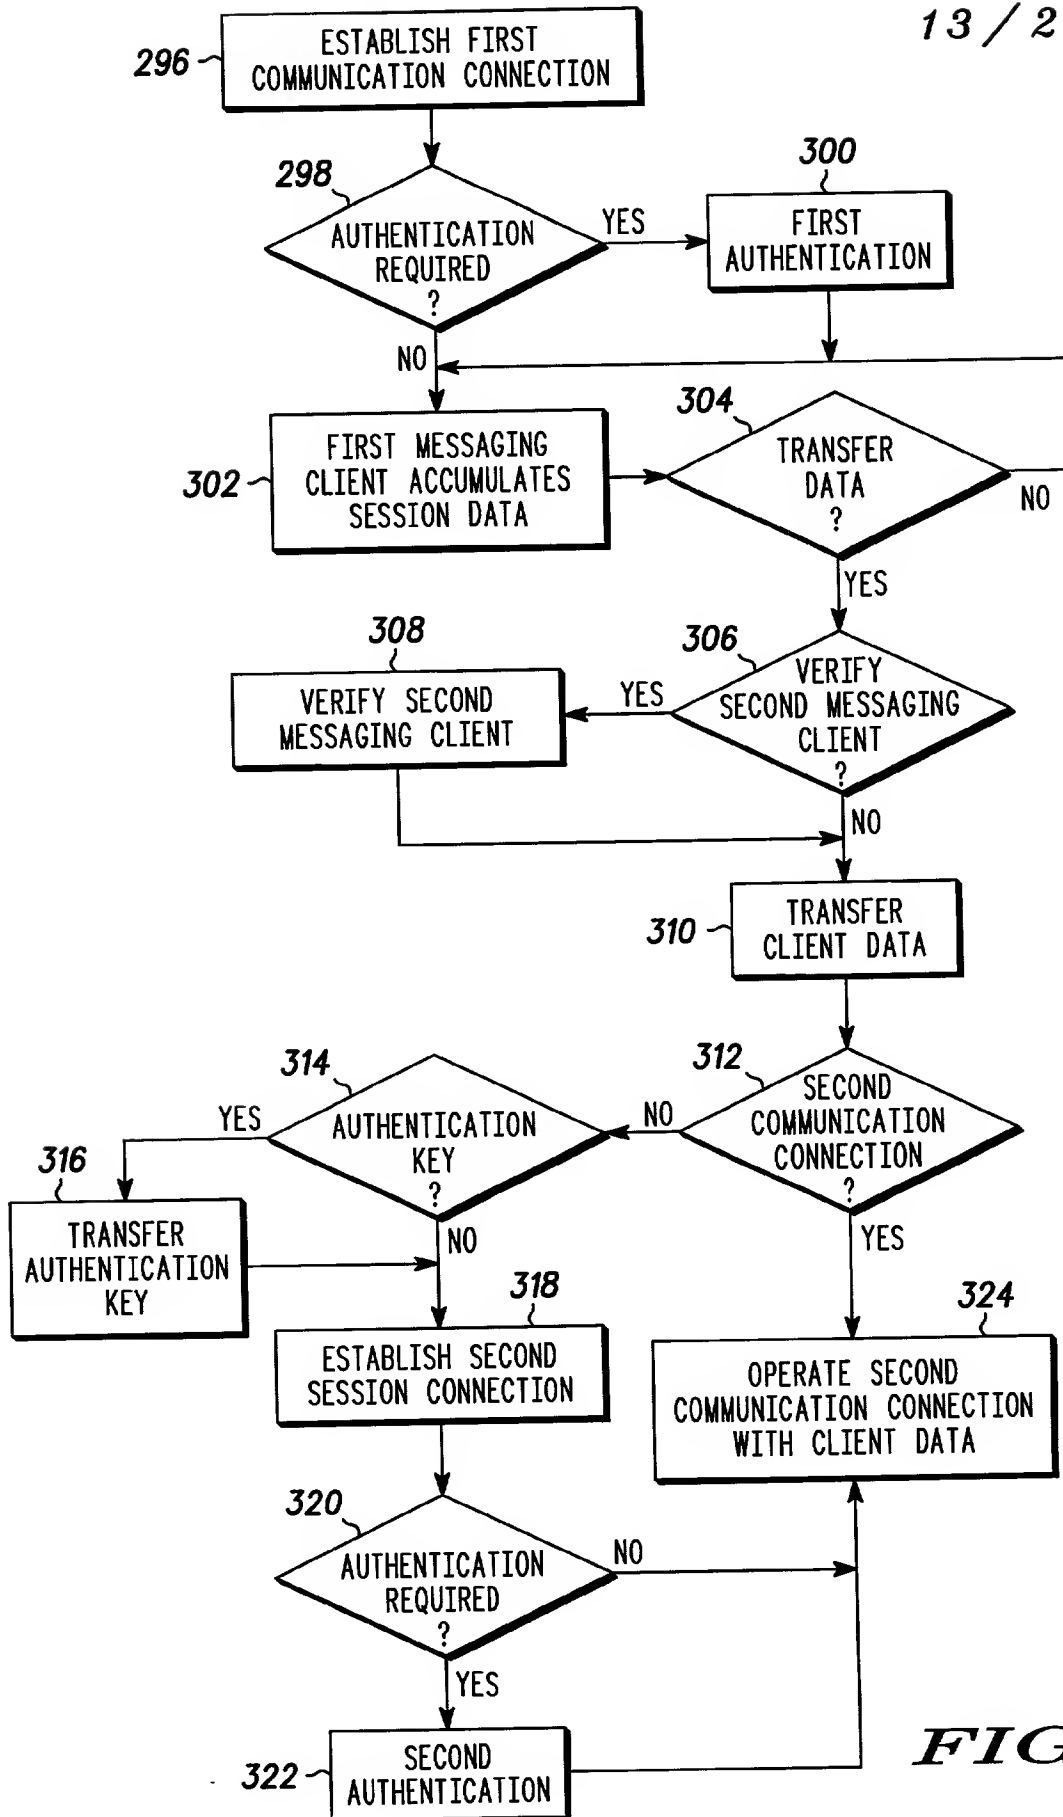 13/2
296
ESTABLISH FIRST
COMMUNICATION CONNECTION
298
AUTHENTICATION
REQUIRED
?
YES
300
FIRST
AUTHENTICATION
NO
302
FIRST MESSAGING
CLIENT ACCUMULATES
SESSION DATA
304
TRANSFER
DATA
?
NO
YES
306
VERIFY
SECOND MESSAGING
CLIENT
?
YES
308
VERIFY SECOND
MESSAGING CLIENT
NO
310
TRANSFER
CLIENT DATA
312
SECOND
COMMUNICATION
CONNECTION
?
NO
314
AUTHENTICATION
KEY
?
YES
316
TRANSFER
AUTHENTICATION
KEY
NO
YES
318
ESTABLISH SECOND
SESSION CONNECTION
324
OPERATE SECOND
COMMUNICATION CONNECTION
WITH CLIENT DATA
320
AUTHENTICATION
REQUIRED
?
NO
YES
322
SECOND
AUTHENTICATION
FIG